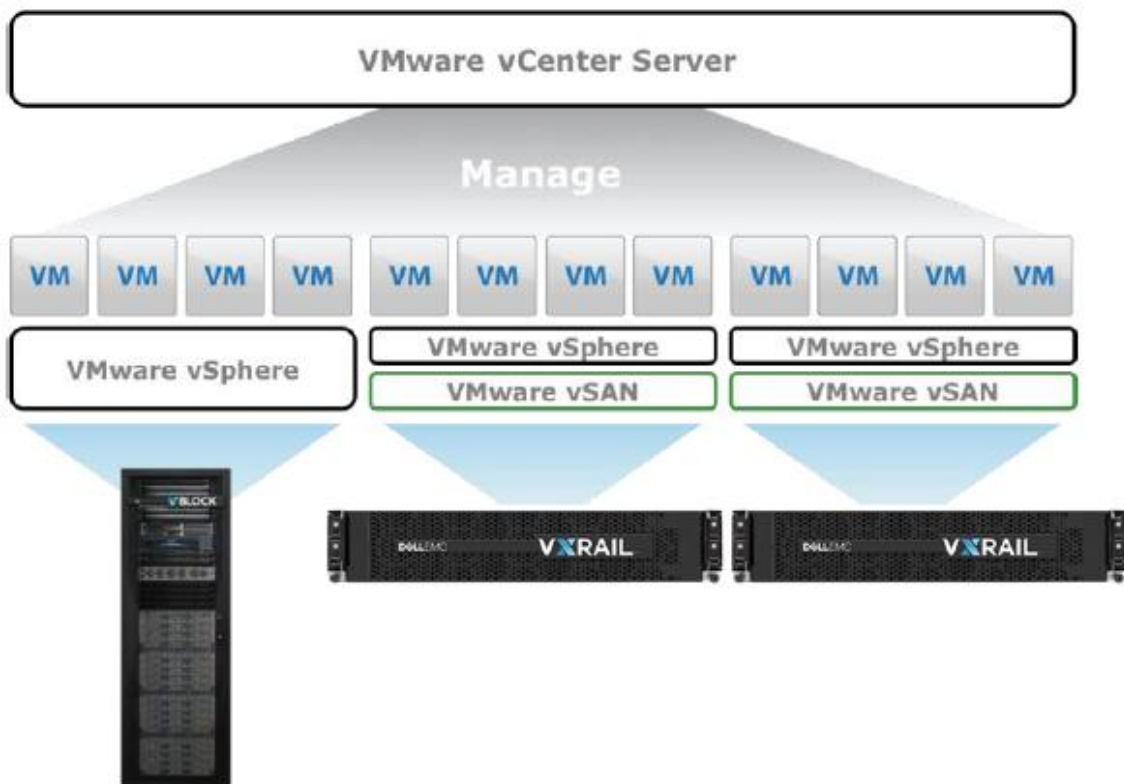 VMware vCenter Server
Manage
VM VM VM VM VM VM VM VM VM VM VM VM
VMware vSphere
VMware vSphere
VMware vSphere
VMware vSAN
VMware vSAN
VBLOCK
DELLEMC VXRAIL
DELLEMC VXRAIL